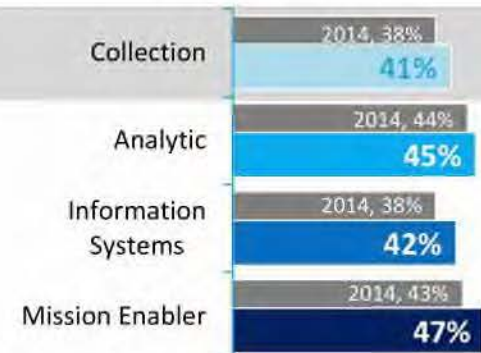 Collection
2014, 38%
41%
Analytic
2014, 44%
45%
Information
Systems
2014, 38%
42%
Mission Enabler
2014, 43%
47%